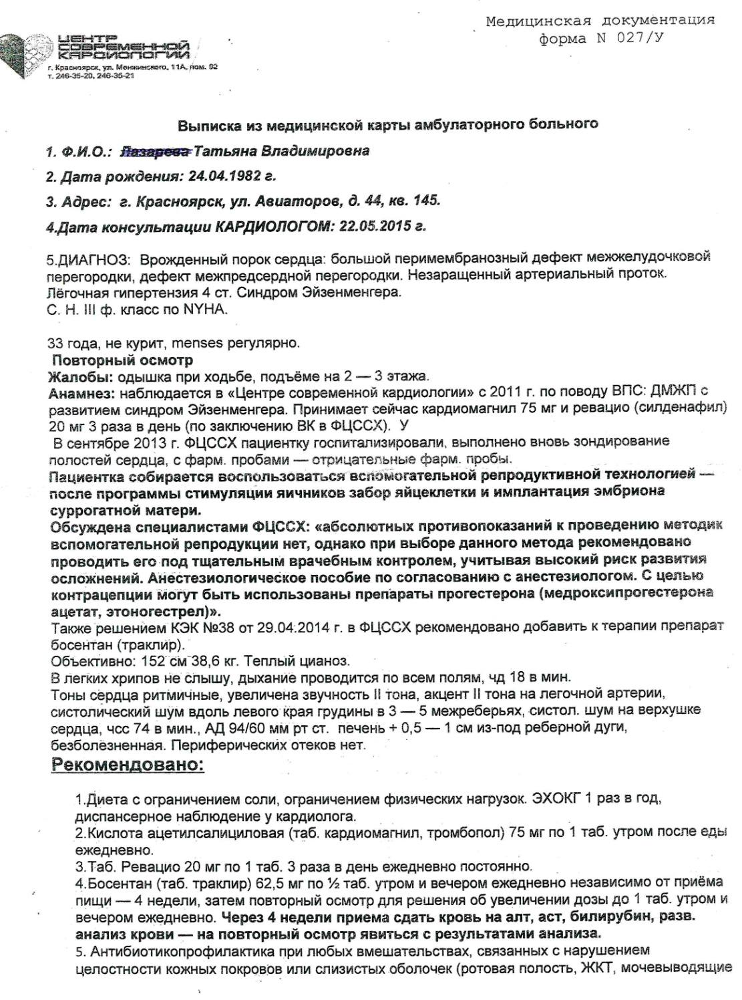 Медицинская документация
форма N 027/У
ЦЕНТР
СОВРЕМЕННОЙ
КАРДИОЛОГИИ
г. Красноярск, ул. Менжинского, 11А, пом. 92
т. 246-35-20, 246-35-21
Выписка из медицинской карты амбулаторного больного
1. Ф.И.О.: Лазарева Татьяна Владимировна
2. Дата рождения: 24.04.1982 г.
3. Адрес: г. Красноярск, ул. Авиаторов, д. 44, кв. 145.
4.Дата консультации КАРДИОЛОГОМ: 22.05.2015 г.
5.ДИАГНОЗ: Врожденный порок сердца: большой перимембранозный дефект межжелудочковой
перегородки, дефект межпредсердной перегородки. Незаращенный артериальный проток.
Лёгочная гипертензия 4 ст. Синдром Эйзенменгера.
С. Н. III ф. класс по NYHA.
33 года, не курит, menses регулярно.
Повторный осмотр
Жалобы: одышка при ходьбе, подъёме на 2 — 3 этажа.
Анамнез: наблюдается в «Центре современной кардиологии» с 2011 г. по поводу ВПС: ДМЖП с
развитием синдром Эйзенменгера. Принимает сейчас кардиомагнил 75 мг и ревацио (силденафил)
20 мг 3 раза в день (по заключению ВК в ФЦССХ). У
В сентябре 2013 г. ФЦССХ пациентку госпитализировали, выполнено вновь зондирование
полостей сердца, с фарм. пробами — отрицательные фарм. пробы.
Пациентка собирается воспользоваться вспомогательной репродуктивной технологией —
после программы стимуляции яичников забор яйцеклетки и имплантация эмбриона
суррогатной матери.
Обсуждена специалистами ФЦССХ: «абсолютных противопоказаний к проведению методик
вспомогательной репродукции нет, однако при выборе данного метода рекомендовано
проводить его под тщательным врачебным контролем, учитывая высокий риск развития
осложнений. Анестезиологическое пособие по согласованию с анестезиологом. С целью
контрацепции могут быть использованы препараты прогестерона (медроксипрогестерона
ацетат, этоногестрел)».
Также решением КЭК №38 от 29.04.2014 г. в ФЦССХ рекомендовано добавить к терапии препарат
босентан (траклир).
Объективно: 152 см 38,6 кг. Теплый цианоз.
В легких хрипов не слышу, дыхание проводится по всем полям, чд 18 в мин.
Тоны сердца ритмичные, увеличена звучность II тона, акцент II тона на легочной артерии,
систолический шум вдоль левого края грудины в 3 — 5 межреберьях, систол. шум на верхушке
сердца, чсс 74 в мин., АД 94/60 мм рт ст. печень + 0,5 — 1 см из-под реберной дуги,
безболезненная. Периферических отеков нет.
Рекомендовано:
1.Диета с ограничением соли, ограничением физических нагрузок. ЭХОКГ 1 раз в год,
диспансерное наблюдение у кардиолога.
2.Кислота ацетилсалициловая (таб. кардиомагнил, тромбопол) 75 мг по 1 таб. утром после еды
ежедневно.
3.Таб. Ревацио 20 мг по 1 таб. 3 раза в день ежедневно постоянно.
4.Босентан (таб. траклир) 62,5 мг по ½ таб. утром и вечером ежедневно независимо от приёма
пищи — 4 недели, затем повторный осмотр для решения об увеличении дозы до 1 таб. утром и
вечером ежедневно. Через 4 недели приема сдать кровь на алт, аст, билирубин, разв.
анализ крови — на повторный осмотр явиться с результатами анализа.
5. Антибиотикопрофилактика при любых вмешательствах, связанных с нарушением
целостности кожных покровов или слизистых оболочек (ротовая полость, ЖКТ, мочевыводящие